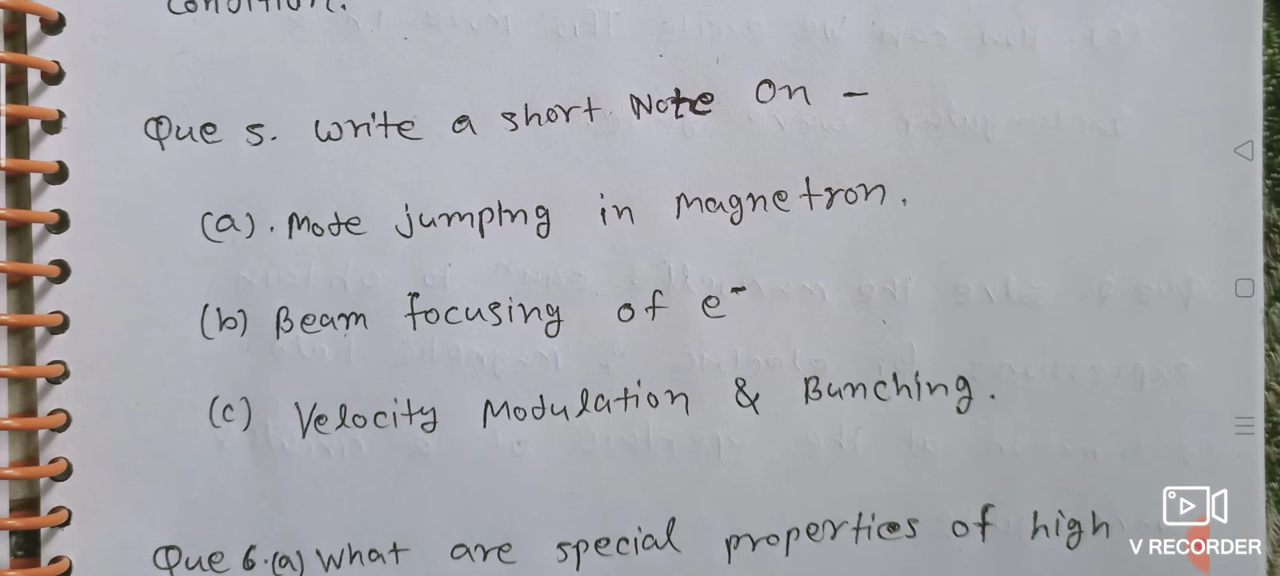 condition.
Que 5. Write a short Note on -
(a). Mode jumping in magnetron.
(b) Beam focusing of e⁻
(c) Velocity Modulation & Bunching.
Que 6.(a) What are special properties of high
V RECORDER